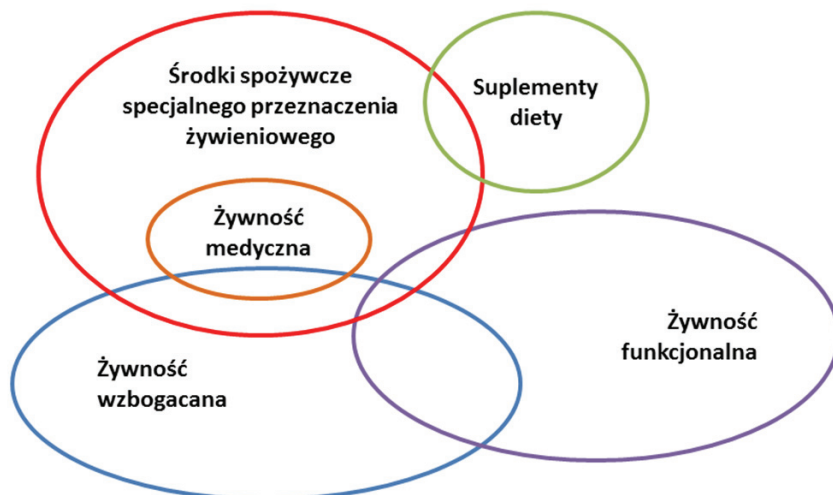 Środki spożywcze
specjalnego przeznaczenia
żywieniowego
Suplementy
diety
Żywność
medyczna
Żywność
funkcjonalna
Żywność
wzbogacana